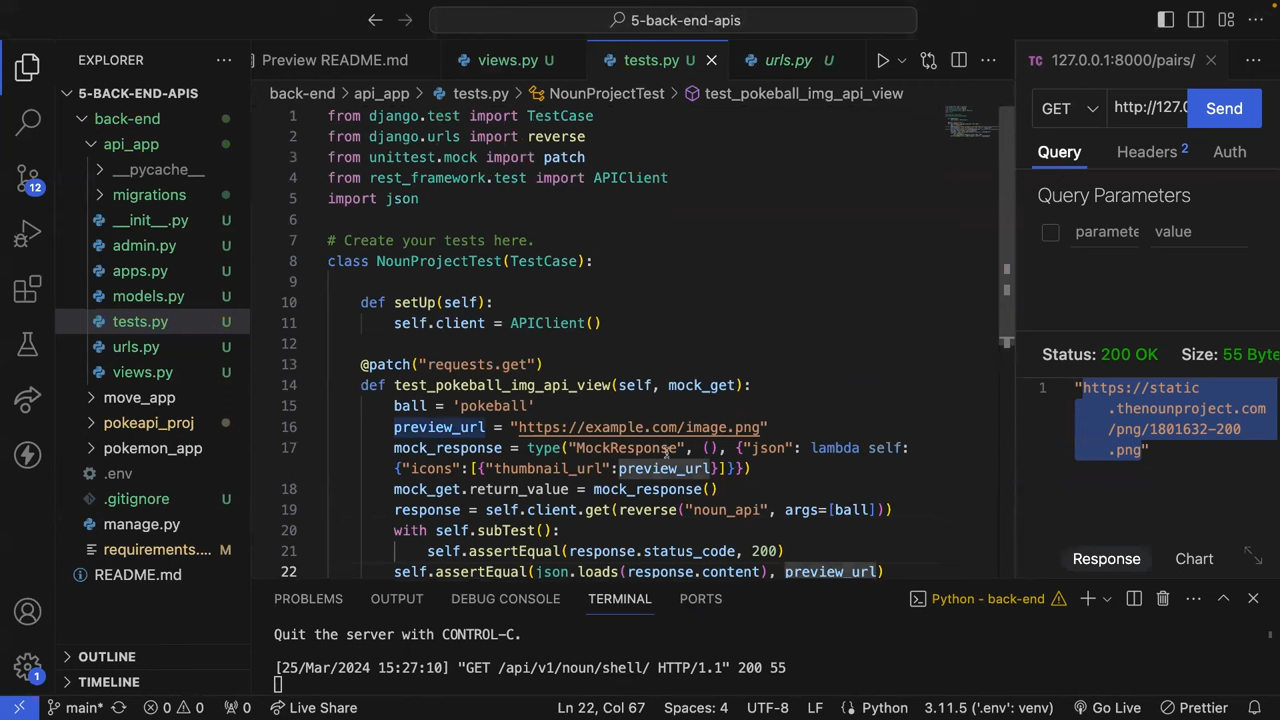 5-back-end-apis
EXPLORER
5-BACK-END-APIS
back-end
api_app
__pycache__
migrations
__init__.py U
admin.py U
apps.py U
models.py U
tests.py U
urls.py U
views.py U
move_app
pokeapi_proj
pokemon_app
.env
.gitignore U
manage.py U
requirements.... M
README.md U
OUTLINE
TIMELINE
12
1
Preview README.md
views.py U
tests.py U
urls.py U
back-end > api_app > tests.py > NounProjectTest > test_pokeball_img_api_view
1 from django.test import TestCase
2 from django.urls import reverse
3 from unittest.mock import patch
4 from rest_framework.test import APIClient
5 import json
6
7 # Create your tests here.
8 class NounProjectTest(TestCase):
9
10 def setUp(self):
11 self.client = APIClient()
12
13 @patch("requests.get")
14 def test_pokeball_img_api_view(self, mock_get):
15 ball = 'pokeball'
16 preview_url = "https://example.com/image.png"
17 mock_response = type("MockResponse", (), {"json": lambda self:
{"icons":[{"thumbnail_url":preview_url}]}})
18 mock_get.return_value = mock_response()
19 response = self.client.get(reverse("noun_api", args=[ball]))
20 with self.subTest():
21 self.assertEqual(response.status_code, 200)
22 self.assertEqual(json.loads(response.content), preview_url)
127.0.0.1:8000/pairs/
GET http://127.0 Send
Query Headers 2 Auth
Query Parameters
paramete value
Status: 200 OK Size: 55 Byte
1 "https://static
.thenounproject.com
/png/1801632-200
.png"
Response Chart
PROBLEMS OUTPUT DEBUG CONSOLE TERMINAL PORTS
Python - back-end
Quit the server with CONTROL-C.
[25/Mar/2024 15:27:10] "GET /api/v1/noun/shell/ HTTP/1.1" 200 55
main* 0 0 0 Live Share Ln 22, Col 67 Spaces: 4 UTF-8 LF Python 3.11.5 ('.env': venv) Go Live Prettier